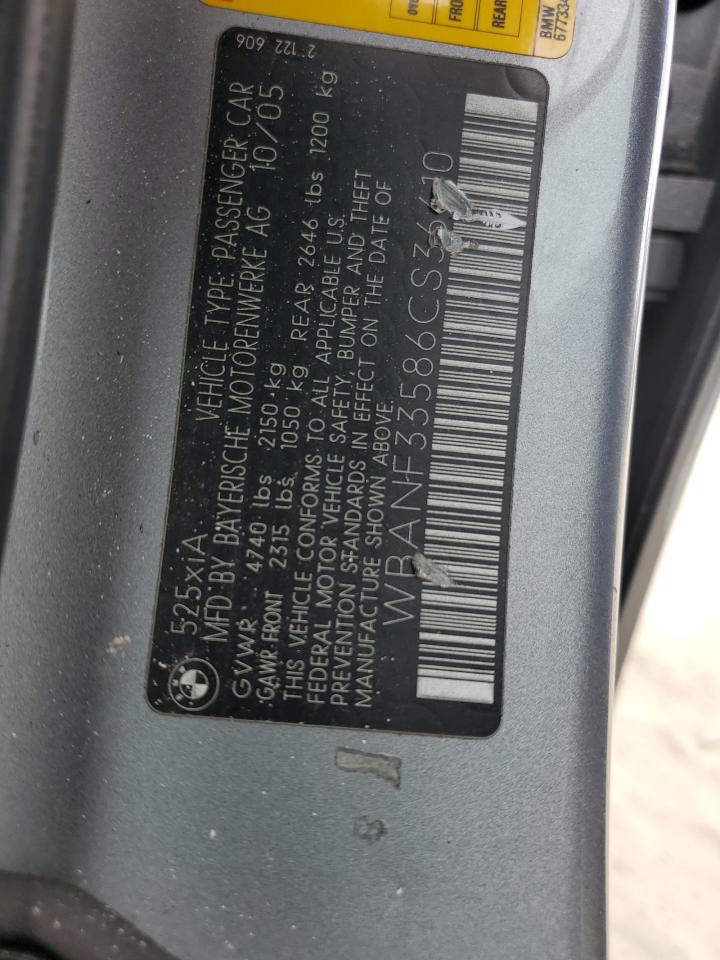 525xiA VEHICLE TYPE: PASSENGER CAR
MFD BY BAYERISCHE MOTORENWERKE AG 10/05
GVWR 4740 lbs 2150 kg
GAWR FRONT 2315 lbs 1050 kg REAR 2646 lbs 1200 kg
THIS VEHICLE CONFORMS TO ALL APPLICABLE U.S.
FEDERAL MOTOR VEHICLE SAFETY, BUMPER AND THEFT
PREVENTION STANDARDS IN EFFECT ON THE DATE OF
MANUFACTURE SHOWN ABOVE.
2 122 606
FRO
REAR
BMW